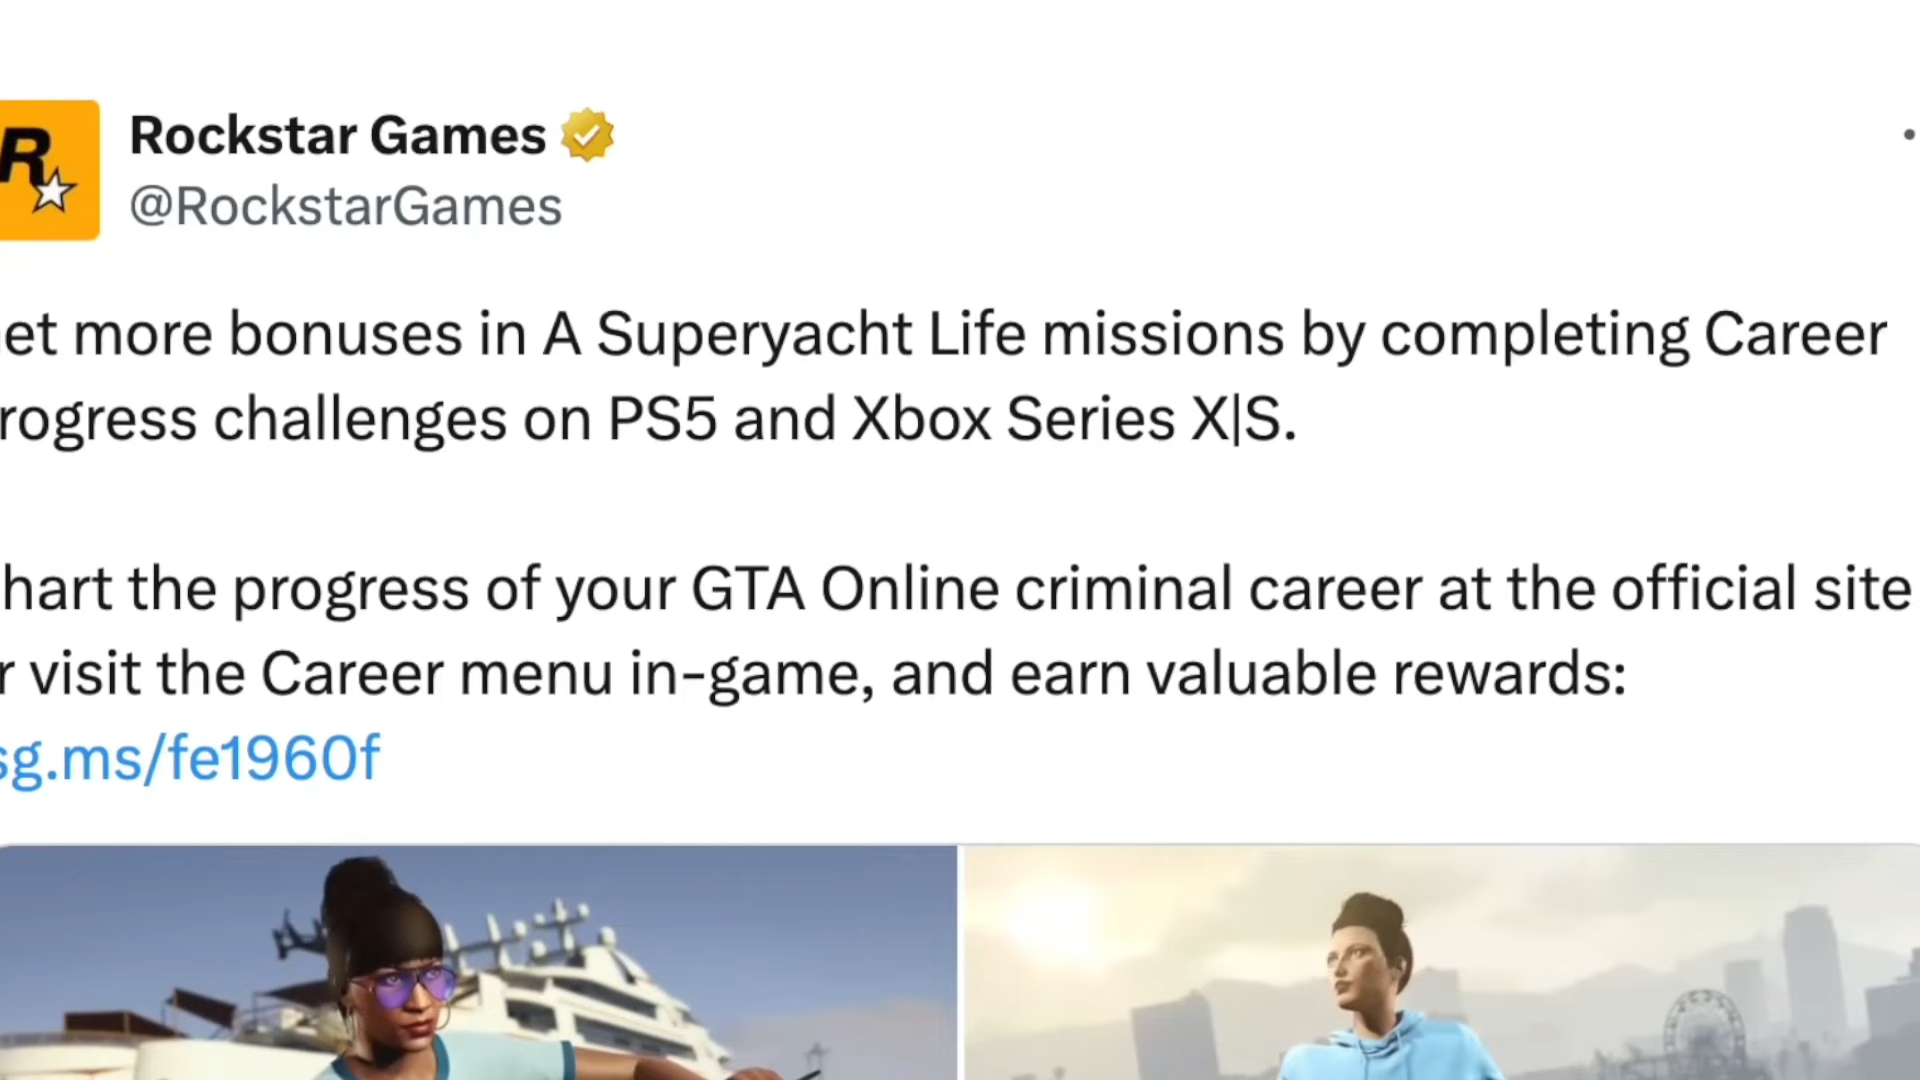 R
Rockstar Games
@RockstarGames
et more bonuses in A Superyacht Life missions by completing Career
rogress challenges on PS5 and Xbox Series X|S.
hart the progress of your GTA Online criminal career at the official site
r visit the Career menu in-game, and earn valuable rewards:
sg.ms/fe1960f